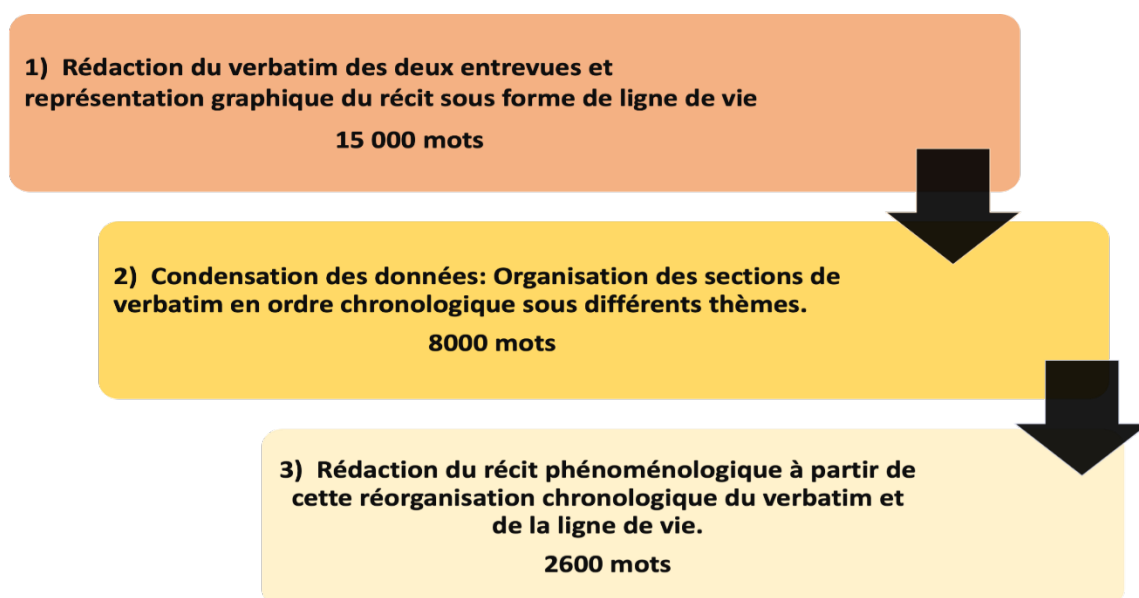 1) Rédaction du verbatim des deux entrevues et
représentation graphique du récit sous forme de ligne de vie
15 000 mots
2) Condensation des données: Organisation des sections de
verbatim en ordre chronologique sous différents thèmes.
8000 mots
3) Rédaction du récit phénoménologique à partir de
cette réorganisation chronologique du verbatim et
de la ligne de vie.
2600 mots